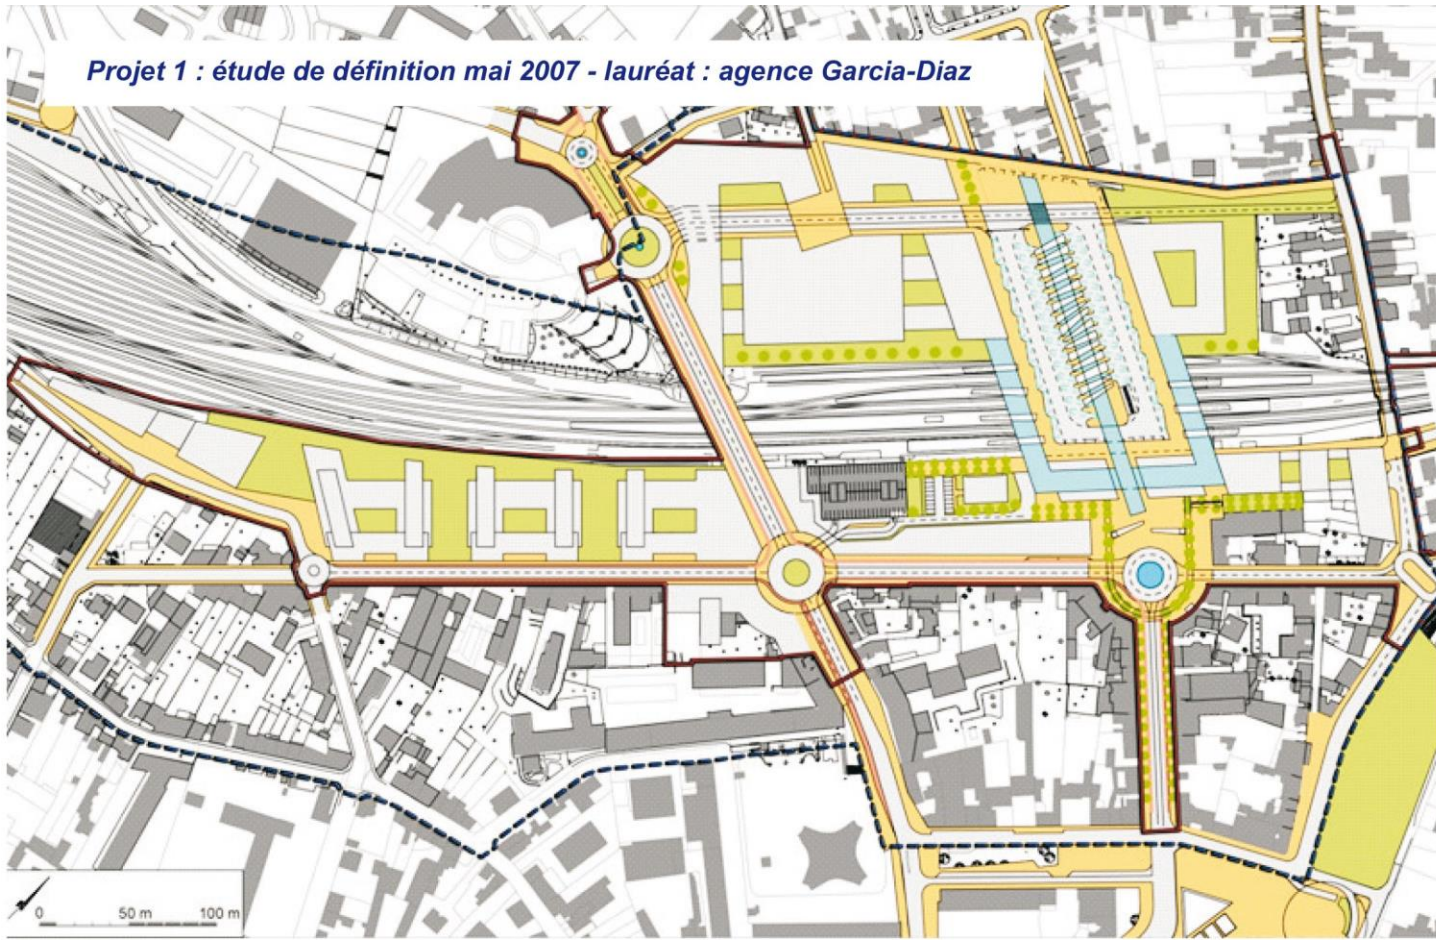 Projet 1 : étude de définition mai 2007 - lauréat : agence Garcia-Diaz
0 50 m 100 m